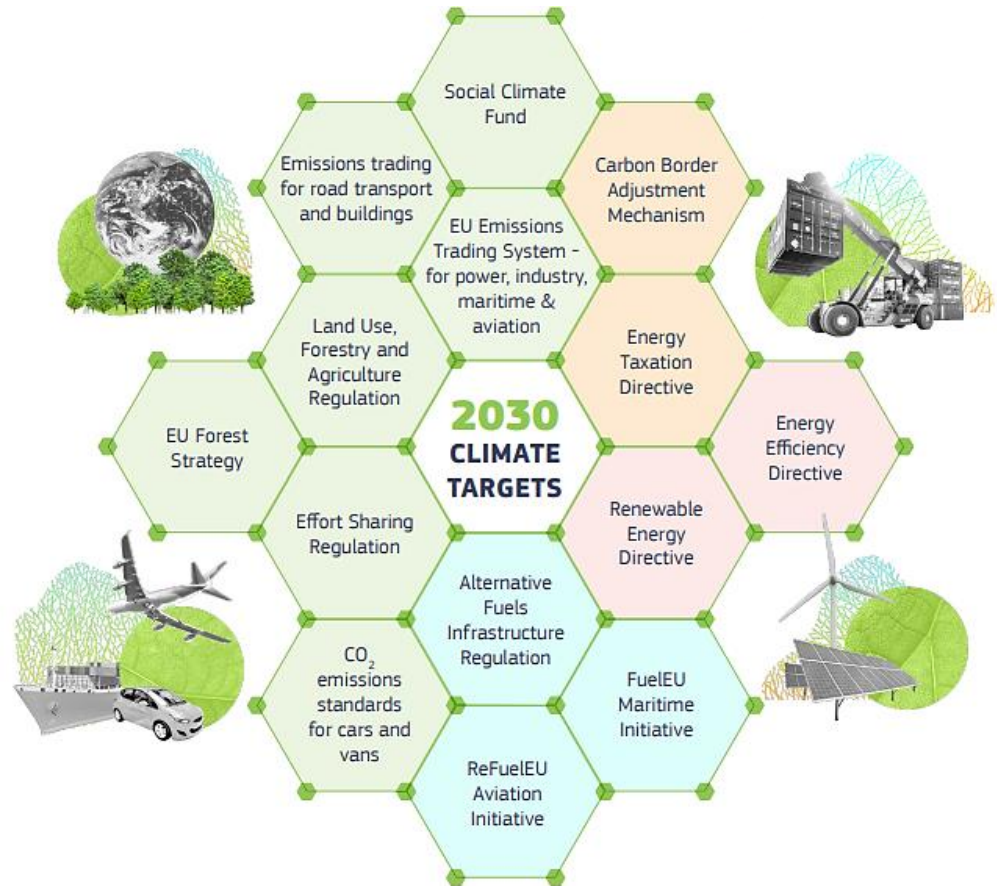 Social Climate
Fund
Emissions trading
for road transport
and buildings
Carbon Border
Adjustment
Mechanism
EU Emissions
Trading System –
for power, industry,
maritime &
aviation
Land Use,
Forestry and
Agriculture
Regulation
Energy
Taxation
Directive
EU Forest
Strategy
2030
CLIMATE
TARGETS
Energy
Efficiency
Directive
Effort Sharing
Regulation
Renewable
Energy
Directive
Alternative
Fuels
Infrastructure
Regulation
CO₂
emissions
standards
for cars and
vans
FuelEU
Maritime
Initiative
ReFuelEU
Aviation
Initiative